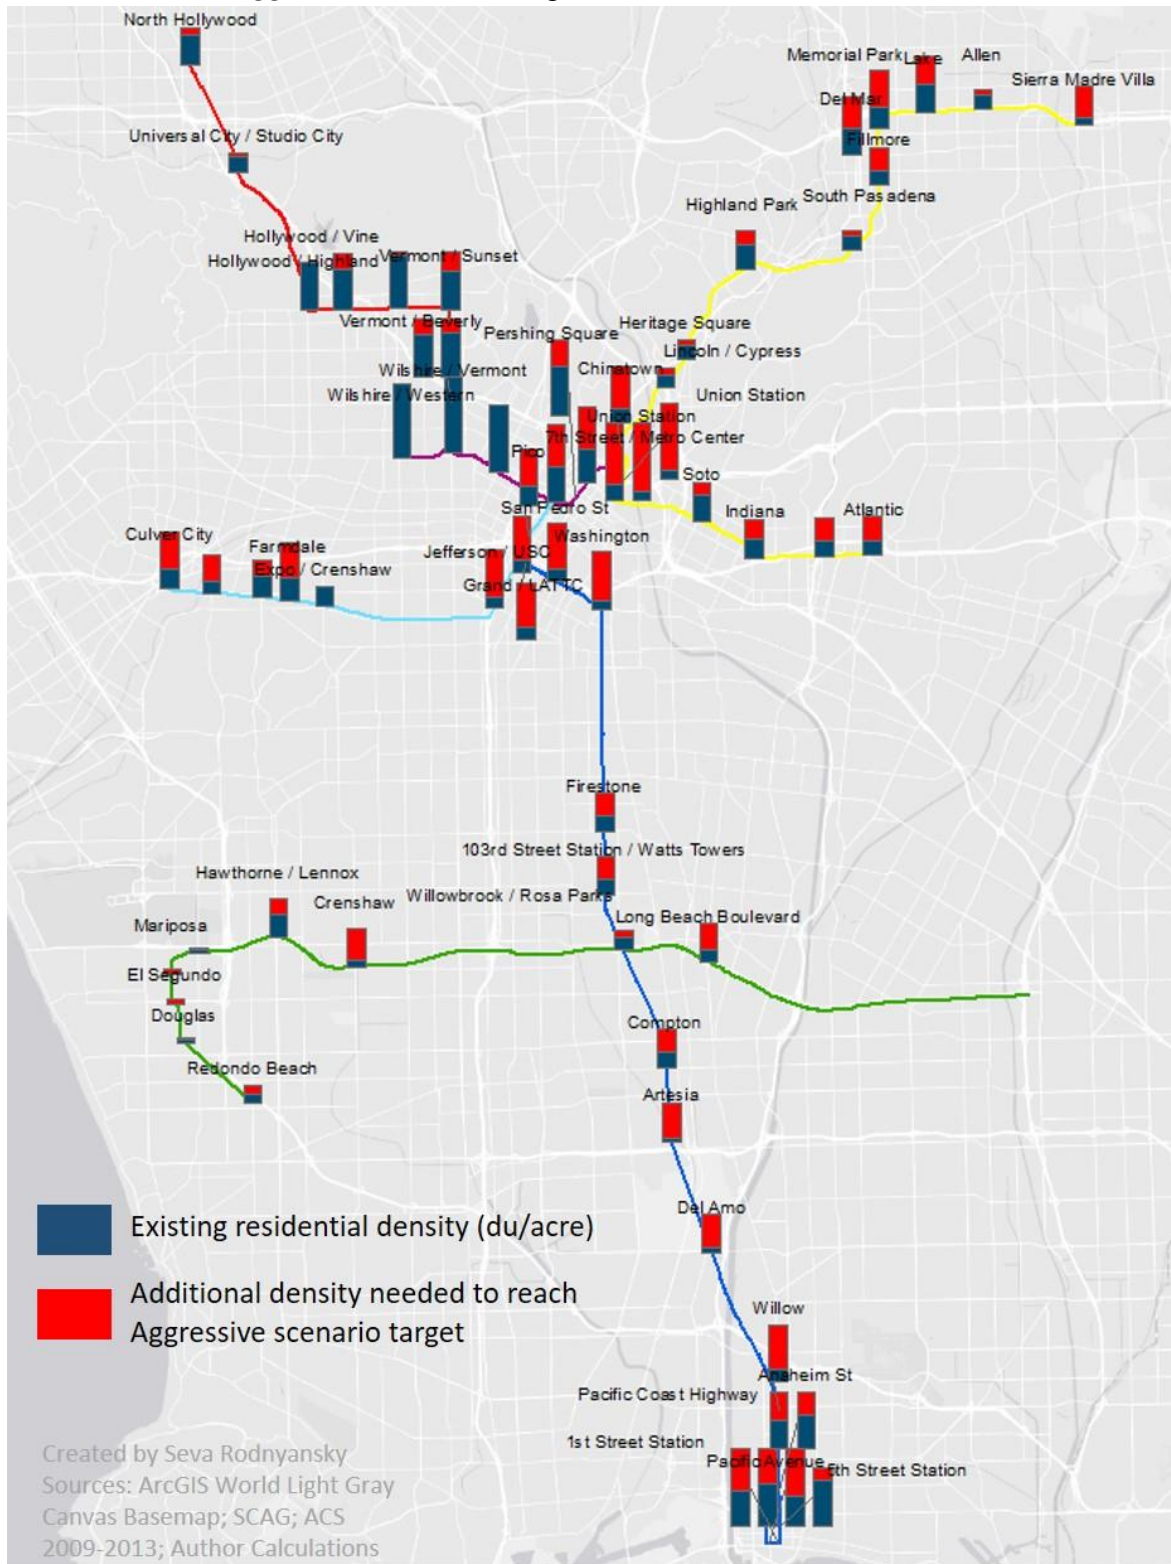 North Hollywood
Memorial Park
Lake
Allen
Sierra Madre Villa
Del Mar
Universal City / Studio City
Fillmore
South Pasadena
Highland Park
Hollywood / Vine
Hollywood / Highland
Vermont / Sunset
Vermont / Beverly
Pershing Square
Heritage Square
Lincoln / Cypress
Wilshire / Vermont
Chinatown
Wilshire / Western
Union Station
Union Station
7th Street / Metro Center
Pico
Soto
San Pedro St
Indiana
Atlantic
Culver City
Farmdale
Jefferson / USC
Washington
Expo / Crenshaw
Grand / LATTC
Firestone
103rd Street Station / Watts Towers
Hawthorne / Lennox
Crenshaw
Willowbrook / Rosa Parks
Long Beach Boulevard
Mariposa
El Segundo
Douglas
Compton
Redondo Beach
Artesia
Del Amo
Existing residential density (du/acre)
Additional density needed to reach
Aggressive scenario target
Willow
Anaheim St
Pacific Coast Highway
1st Street Station
Pacific Avenue
5th Street Station
Created by Seva Rodnyansky
Sources: ArcGIS World Light Gray
Canvas Basemap; SCAG; ACS
2009-2013; Author Calculations